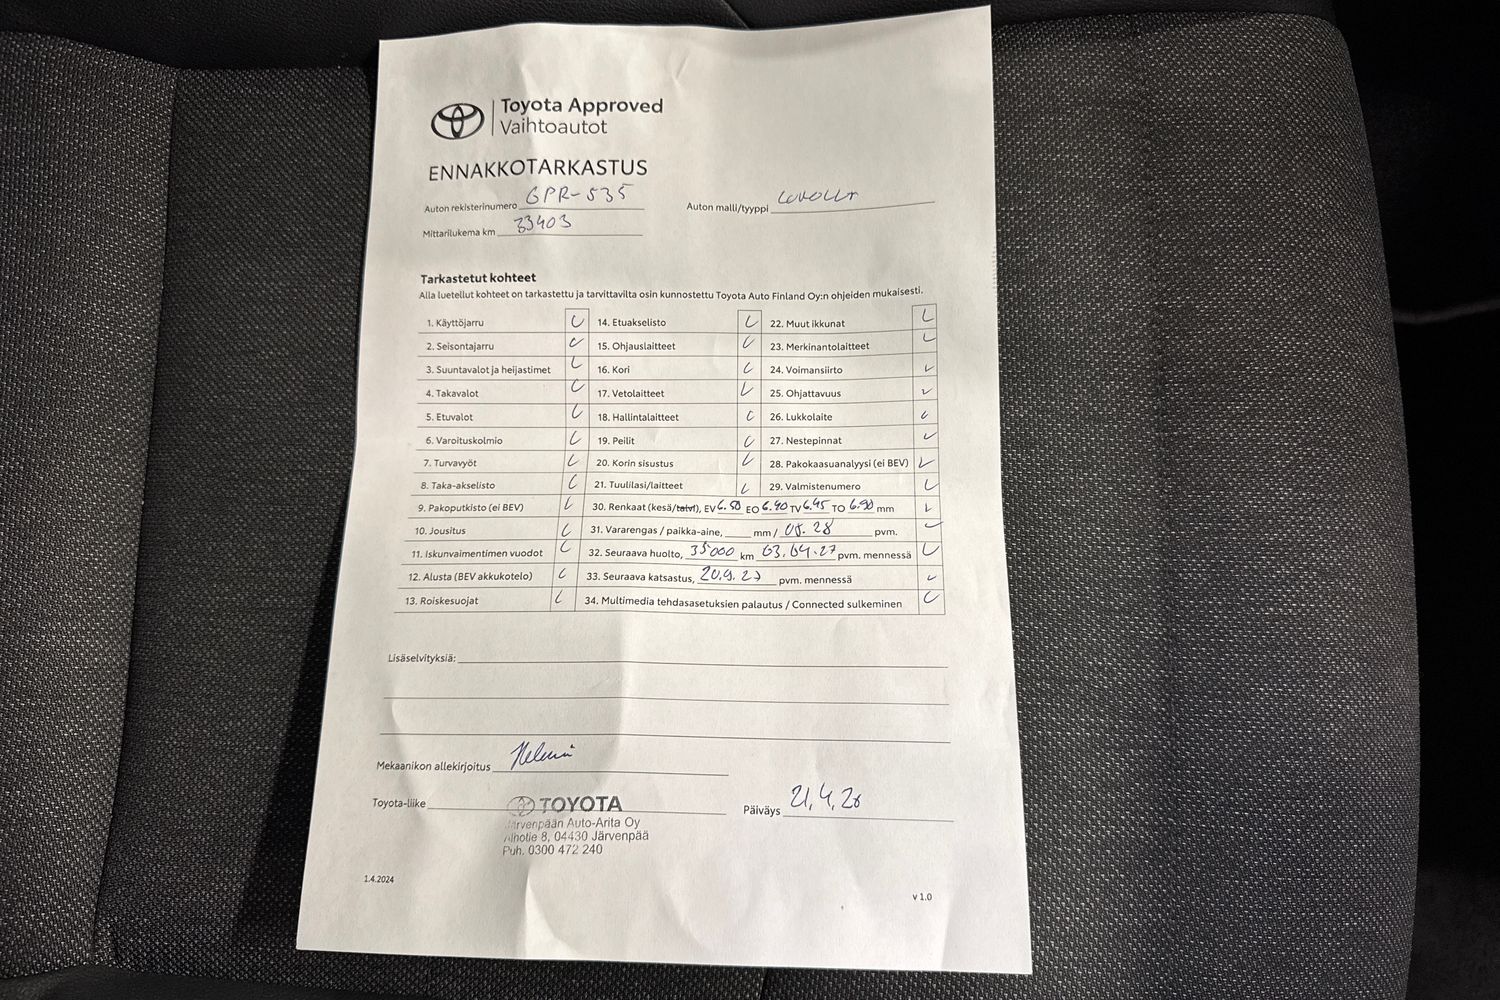 Toyota Approved
Vaihtoautot
ENNAKKOTARKASTUS
Auton rekisterinumero GPR-535 Auton malli/tyyppi Corolla
Mittarilukema km 33403
Tarkastetut kohteet
Alla luetellut kohteet on tarkastettu ja tarvittavilta osin kunnostettu Toyota Auto Finland Oy:n ohjeiden mukaisesti.
1. Käyttöjarru 14. Etuakselisto 22. Muut ikkunat
2. Seisontajarru 15. Ohjauslaitteet 23. Merkinantolaitteet
3. Suuntavalot ja heijastimet 16. Kori 24. Voimansiirto
4. Takavalot 17. Vetolaitteet 25. Ohjattavuus
5. Etuvalot 18. Hallintalaitteet 26. Lukkolaite
6. Varoituskolmio 19. Peilit 27. Nestepinnat
7. Turvavyöt 20. Korin sisustus 28. Pakokaasuanalyysi (ei BEV)
8. Taka-akselisto 21. Tuulilasi/laitteet 29. Valmistenumero
9. Pakoputkisto (ei BEV) 30. Renkaat (kesä/talvi), EV 6.50 EO 6.40 TV 6.45 TO 6.90 mm
10. Jousitus 31. Vararengas / paikka-aine, mm / 05.28 pvm.
11. Iskunvaimentimen vuodot 32. Seuraava huolto, 35000 km 03.04.27 pvm. mennessä
12. Alusta (BEV akkukotelo) 33. Seuraava katsastus, 20.9.27 pvm. mennessä
13. Roiskesuojat 34. Multimedia tehdasasetuksien palautus / Connected sulkeminen
Lisäselvityksiä:
Mekaanikon allekirjoitus
Toyota-liike TOYOTA Päiväys 21.4.26
Järvenpään Auto-Arita Oy
Alhotie 8, 04430 Järvenpää
Puh. 0300 472 240
1.4.2024
v 1.0